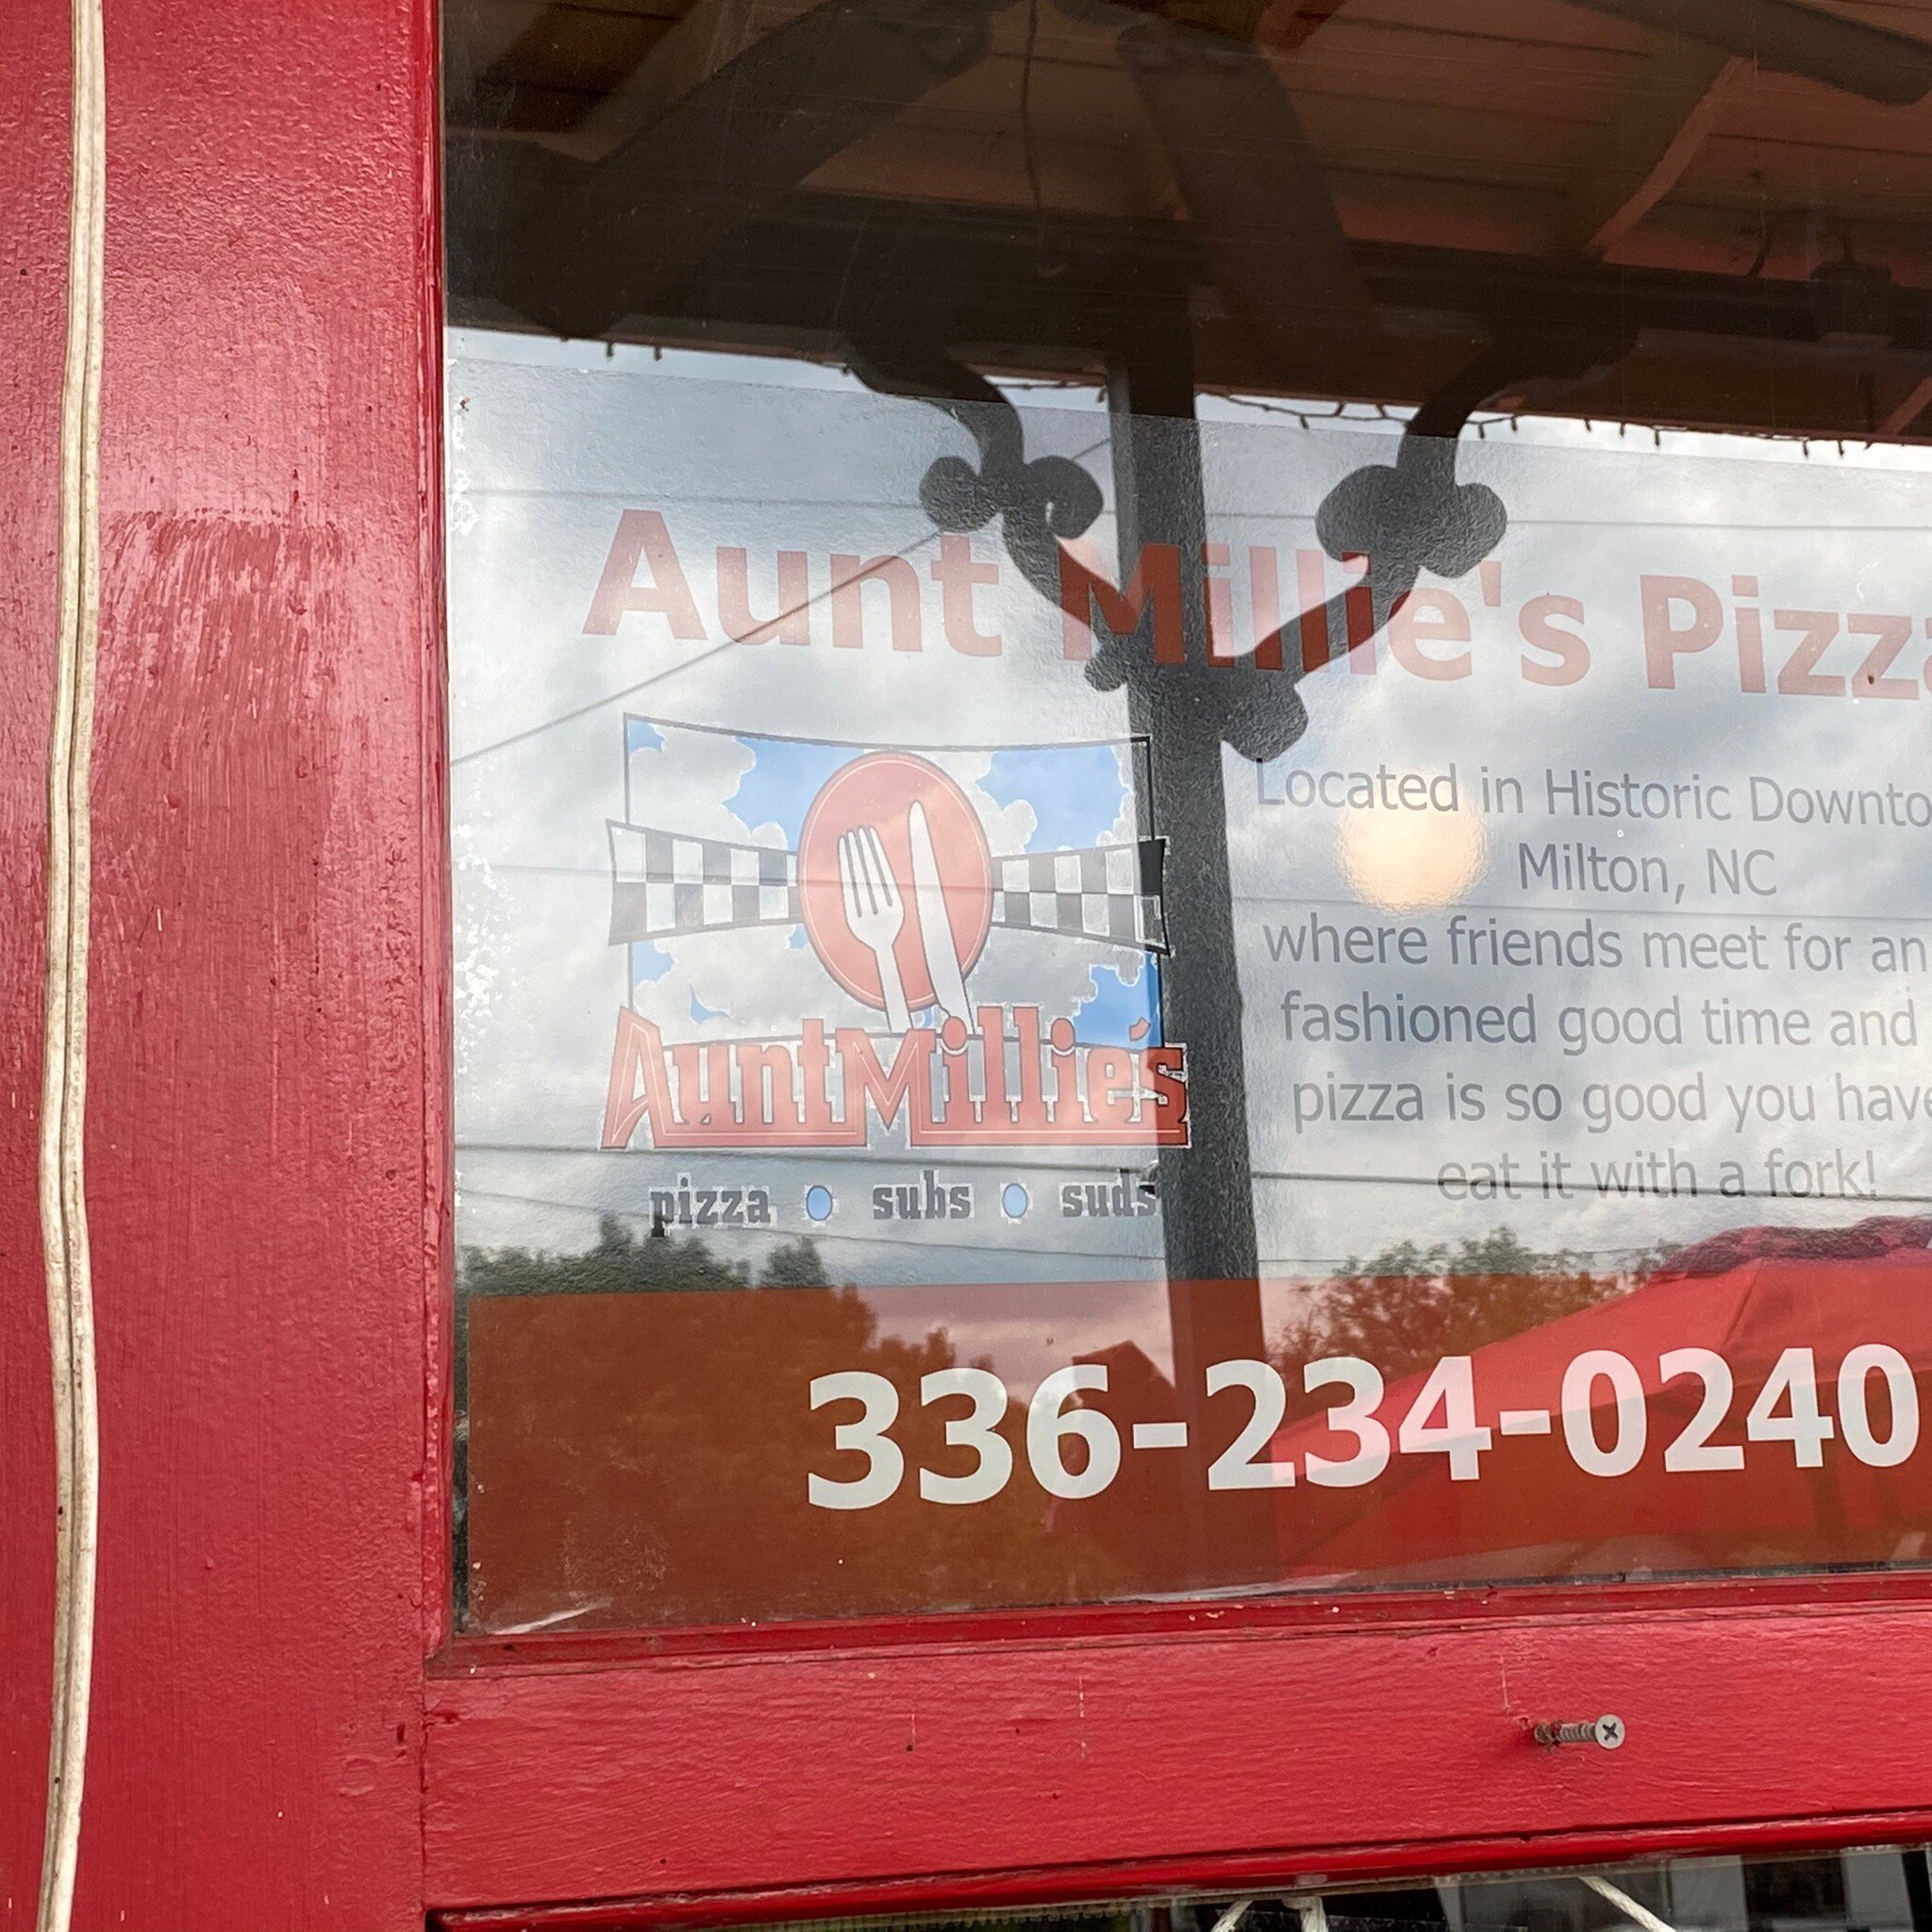 Aunt Millie's Pizza
AuntMillie's
pizza subs suds
Located in Historic Downto
Milton, NC
where friends meet for an
fashioned good time and
pizza is so good you have
eat it with a fork!
336-234-0240